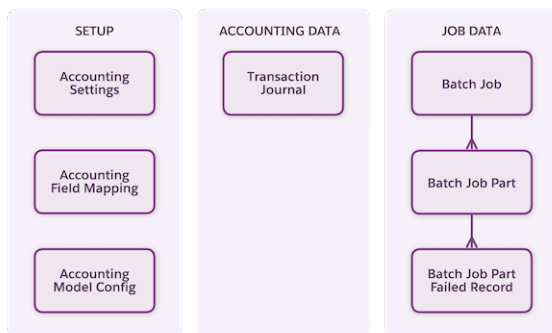 SETUP
Accounting
Settings
Accounting
Field Mapping
Accounting
Model Config
ACCOUNTING DATA
Transaction
Journal
JOB DATA
Batch Job
Batch Job Part
Batch Job Part
Failed Record